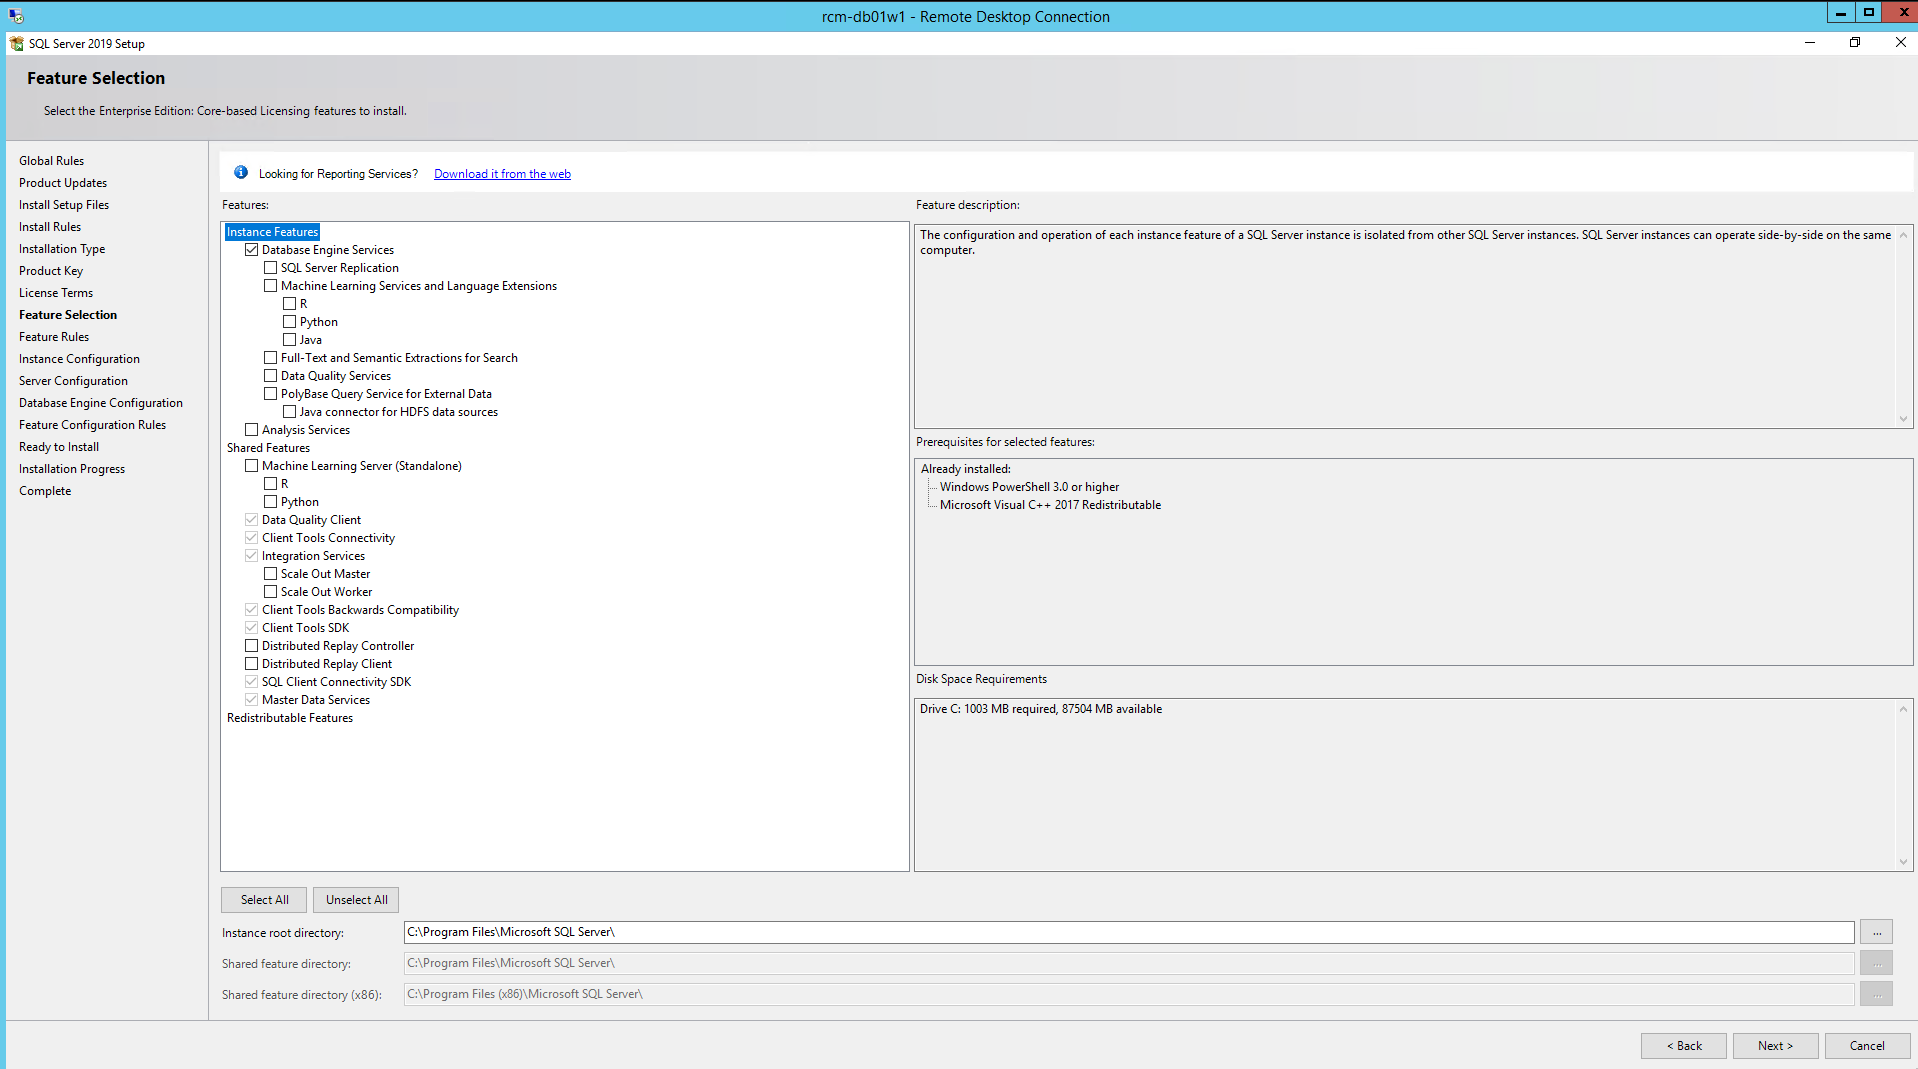 rcm-db01w1 - Remote Desktop Connection
SQL Server 2019 Setup
Feature Selection
Select the Enterprise Edition: Core-based Licensing features to install.
Global Rules
Product Updates
Install Setup Files
Install Rules
Installation Type
Product Key
License Terms
Feature Selection
Feature Rules
Instance Configuration
Server Configuration
Database Engine Configuration
Feature Configuration Rules
Ready to Install
Installation Progress
Complete
Looking for Reporting Services? Download it from the web
Features:
Instance Features
Database Engine Services
SQL Server Replication
Machine Learning Services and Language Extensions
R
Python
Java
Full-Text and Semantic Extractions for Search
Data Quality Services
PolyBase Query Service for External Data
Java connector for HDFS data sources
Analysis Services
Shared Features
Machine Learning Server (Standalone)
R
Python
Data Quality Client
Client Tools Connectivity
Integration Services
Scale Out Master
Scale Out Worker
Client Tools Backwards Compatibility
Client Tools SDK
Distributed Replay Controller
Distributed Replay Client
SQL Client Connectivity SDK
Master Data Services
Redistributable Features
Feature description:
The configuration and operation of each instance feature of a SQL Server instance is isolated from other SQL Server instances. SQL Server instances can operate side-by-side on the same
computer.
Prerequisites for selected features:
Already installed:
Windows PowerShell 3.0 or higher
Microsoft Visual C++ 2017 Redistributable
Disk Space Requirements
Drive C: 1003 MB required, 87504 MB available
Select All
Unselect All
Instance root directory: C:\Program Files\Microsoft SQL Server\ ...
Shared feature directory: C:\Program Files\Microsoft SQL Server\ ...
Shared feature directory (x86): C:\Program Files (x86)\Microsoft SQL Server\ ...
< Back
Next >
Cancel